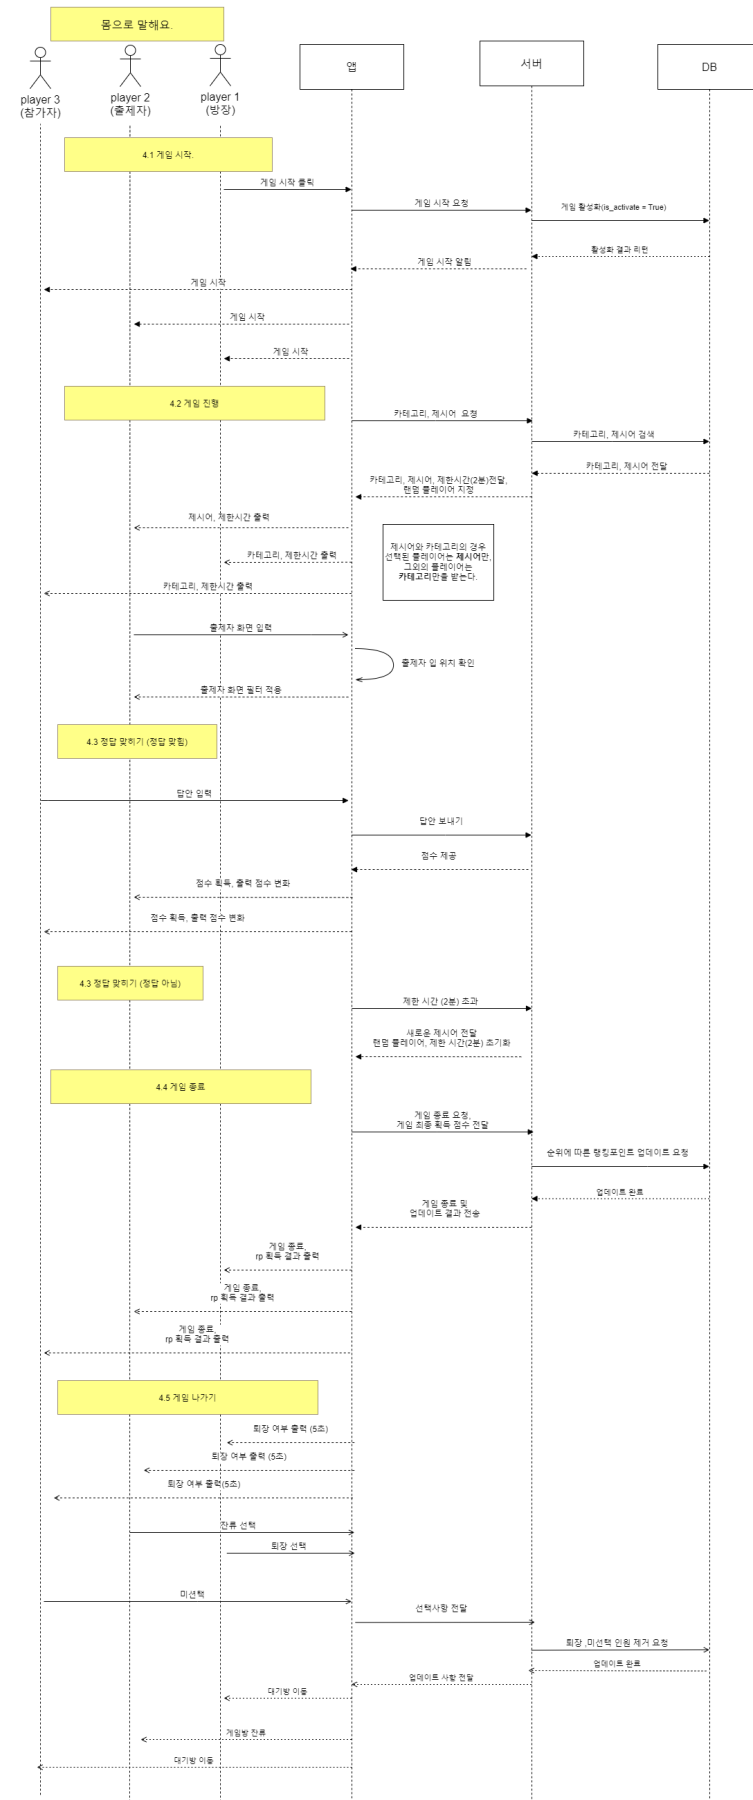 몸으로 말해요.
player 3
(참가자)
player 2
(출제자)
player 1
(방장)
앱
서버
DB
4.1 게임 시작.
게임 시작 클릭
게임 시작 요청
게임 활성화(is_activate = True)
활성화 결과 리턴
게임 시작 알림
게임 시작
게임 시작
게임 시작
4.2 게임 진행
카테고리, 제시어 요청
카테고리, 제시어 검색
카테고리, 제시어 전달
카테고리, 제시어, 제한시간(2분)전달,
랜덤 플레이어 지정
제시어, 제한시간 출력
제시어와 카테고리의 경우
선택된 플레이어는 제시어만,
그외의 플레이어는
카테고리만을 받는다.
카테고리, 제한시간 출력
카테고리, 제한시간 출력
출제자 화면 입력
출제자 입 위치 확인
출제자 화면 필터 적용
4.3 정답 맞히기 (정답 맞힘)
답안 입력
답안 보내기
점수 제공
점수 획득, 출력 점수 변화
점수 획득, 출력 점수 변화
4.3 정답 맞히기 (정답 아님)
제한 시간 (2분) 초과
새로운 제시어 전달
랜덤 플레이어, 제한 시간(2분) 초기화
4.4 게임 종료
게임 종료 요청,
게임 최종 획득 점수 전달
순위에 따른 랭킹포인트 업데이트 요청
업데이트 완료
게임 종료 및
업데이트 결과 전송
게임 종료,
rp 획득 결과 출력
게임 종료,
rp 획득 결과 출력
게임 종료,
rp 획득 결과 출력
4.5 게임 나가기
퇴장 여부 출력 (5초)
퇴장 여부 출력 (5초)
퇴장 여부 출력(5초)
잔류 선택
퇴장 선택
미선택
선택사항 전달
퇴장 ,미선택 인원 제거 요청
업데이트 완료
업데이트 사항 전달
대기방 이동
게임방 잔류
대기방 이동